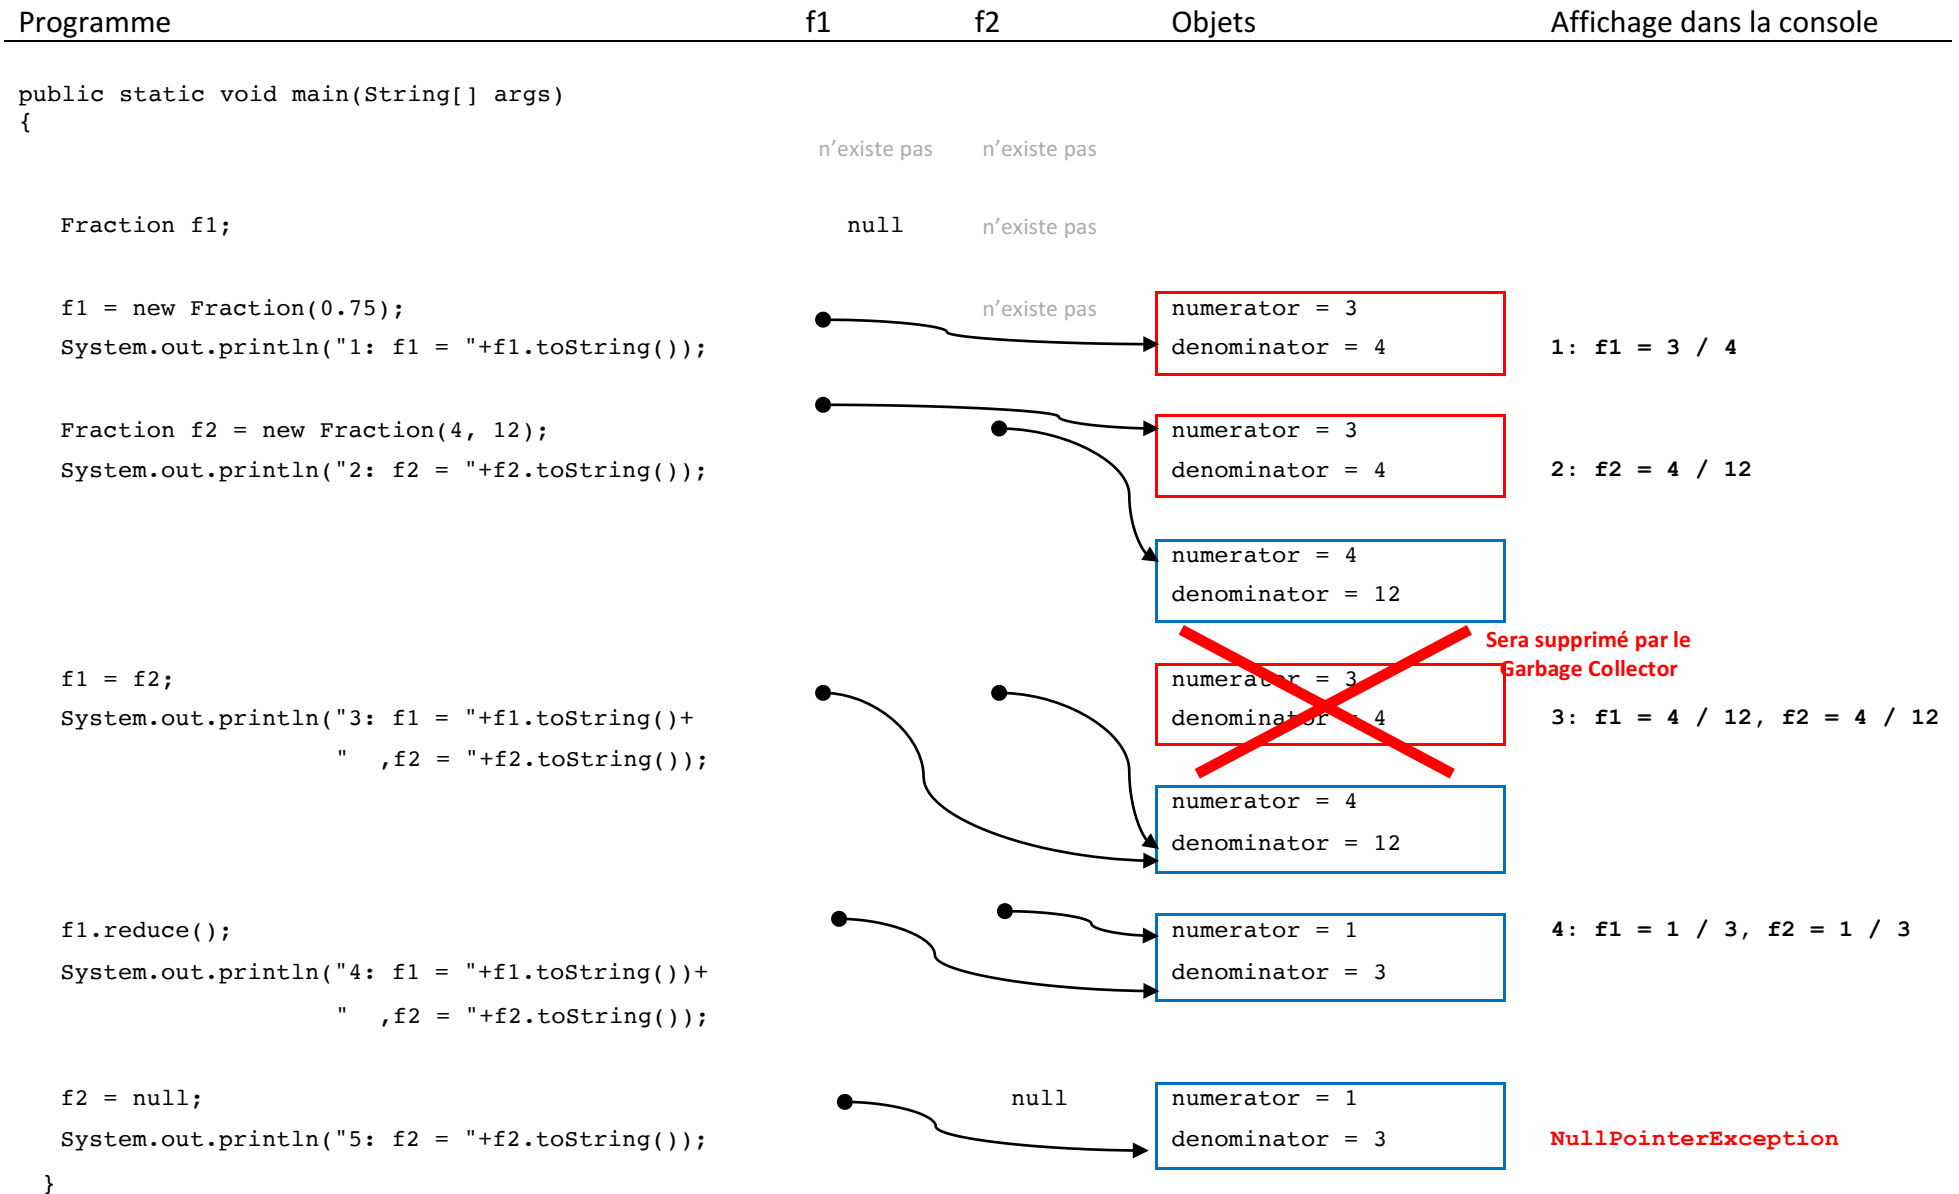 Programme f1 f2 Objets Affichage dans la console
public static void main(String[] args)
{
n'existe pas n'existe pas
Fraction f1; null n'existe pas
f1 = new Fraction(0.75); n'existe pas numerator = 3
System.out.println("1: f1 = "+f1.toString()); denominator = 4 1: f1 = 3 / 4
Fraction f2 = new Fraction(4, 12); numerator = 3
System.out.println("2: f2 = "+f2.toString()); denominator = 4 2: f2 = 4 / 12
numerator = 4
denominator = 12
Sera supprimé par le
Garbage Collector
f1 = f2; numerator = 3
System.out.println("3: f1 = "+f1.toString()+ denominator = 4 3: f1 = 4 / 12, f2 = 4 / 12
" ,f2 = "+f2.toString());
numerator = 4
denominator = 12
f1.reduce(); numerator = 1 4: f1 = 1 / 3, f2 = 1 / 3
System.out.println("4: f1 = "+f1.toString())+ denominator = 3
" ,f2 = "+f2.toString());
f2 = null; null numerator = 1
System.out.println("5: f2 = "+f2.toString()); denominator = 3 NullPointerException
}